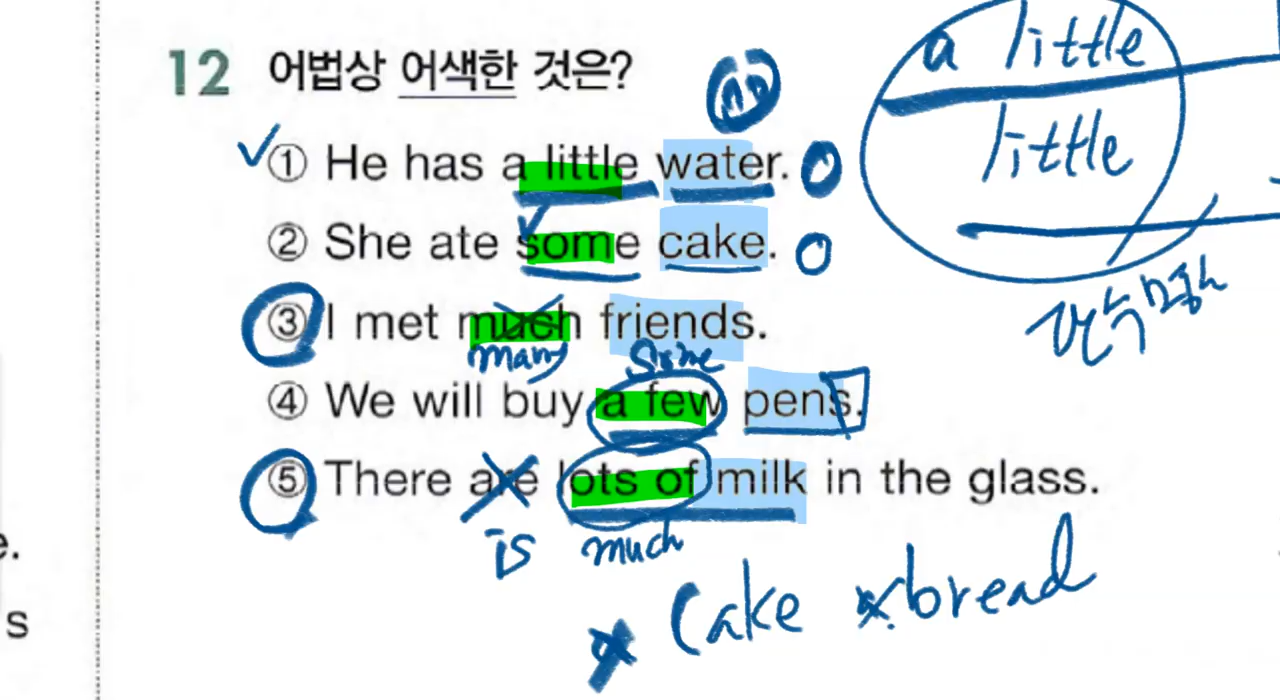 12 어법상 어색한 것은?
a little
little
① He has a little water.
② She ate some cake.
③ I met much friends.
many some
④ We will buy a few pens.
⑤ There are lots of milk in the glass.
is much
e.
s
Cake bread